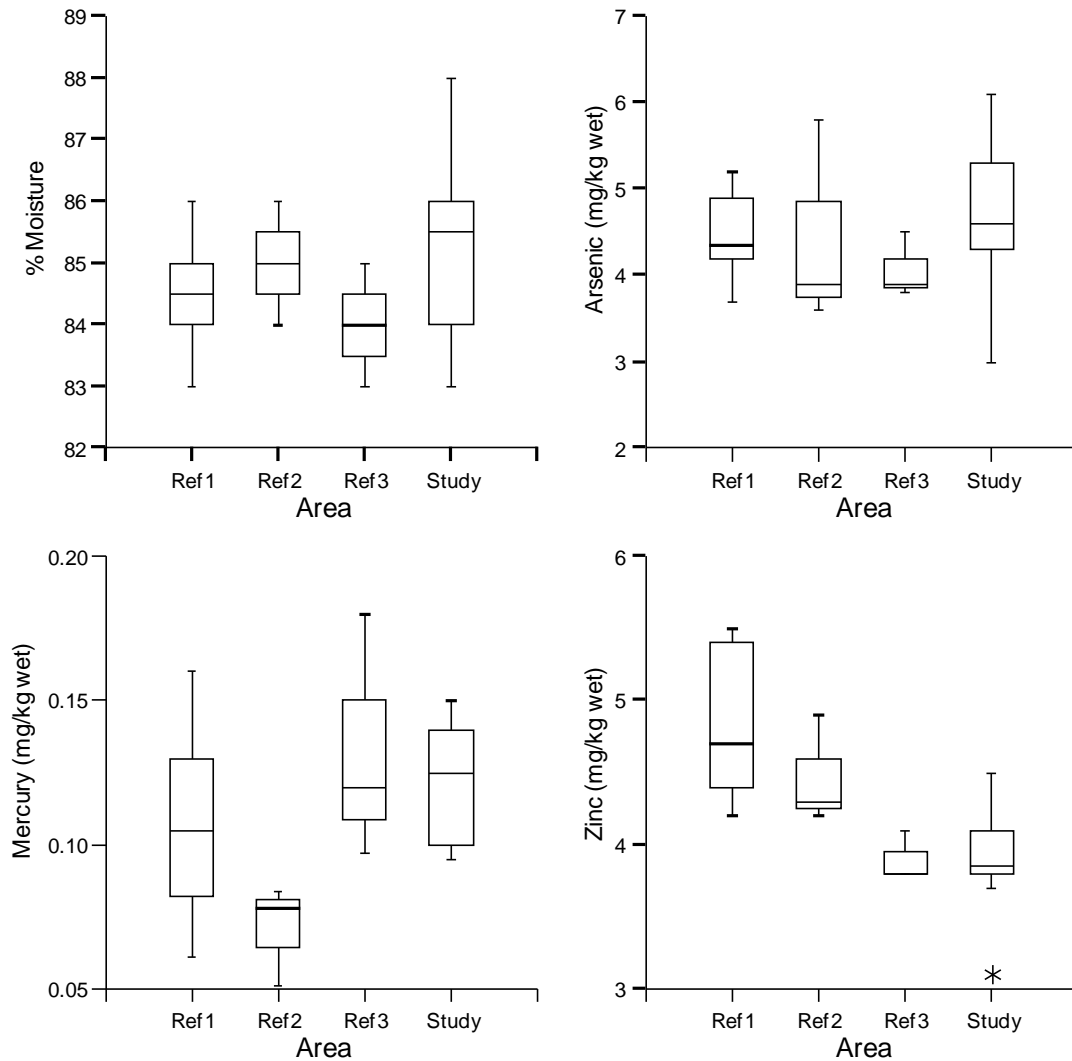 89
88
87
86
85
84
83
82
% Moisture
Ref1 Ref2 Ref3 Study
Area
7
6
5
4
3
2
Arsenic (mg/kg wet)
Ref1 Ref2 Ref3 Study
Area
0.20
0.15
0.10
0.05
Mercury (mg/kg wet)
Ref1 Ref2 Ref3 Study
Area
6
5
4
3
Zinc (mg/kg wet)
Ref1 Ref2 Ref3 Study
Area